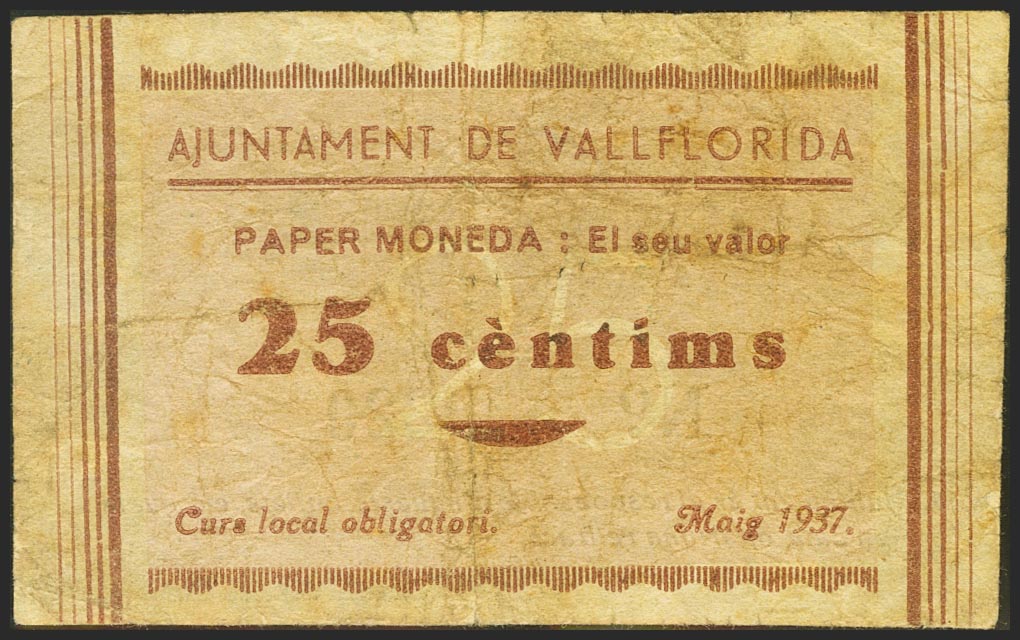 AJUNTAMENT DE VALLFLORIDA
PAPER MONEDA : El seu valor
25 cèntims
Curs local obligatori. Maig 1937.